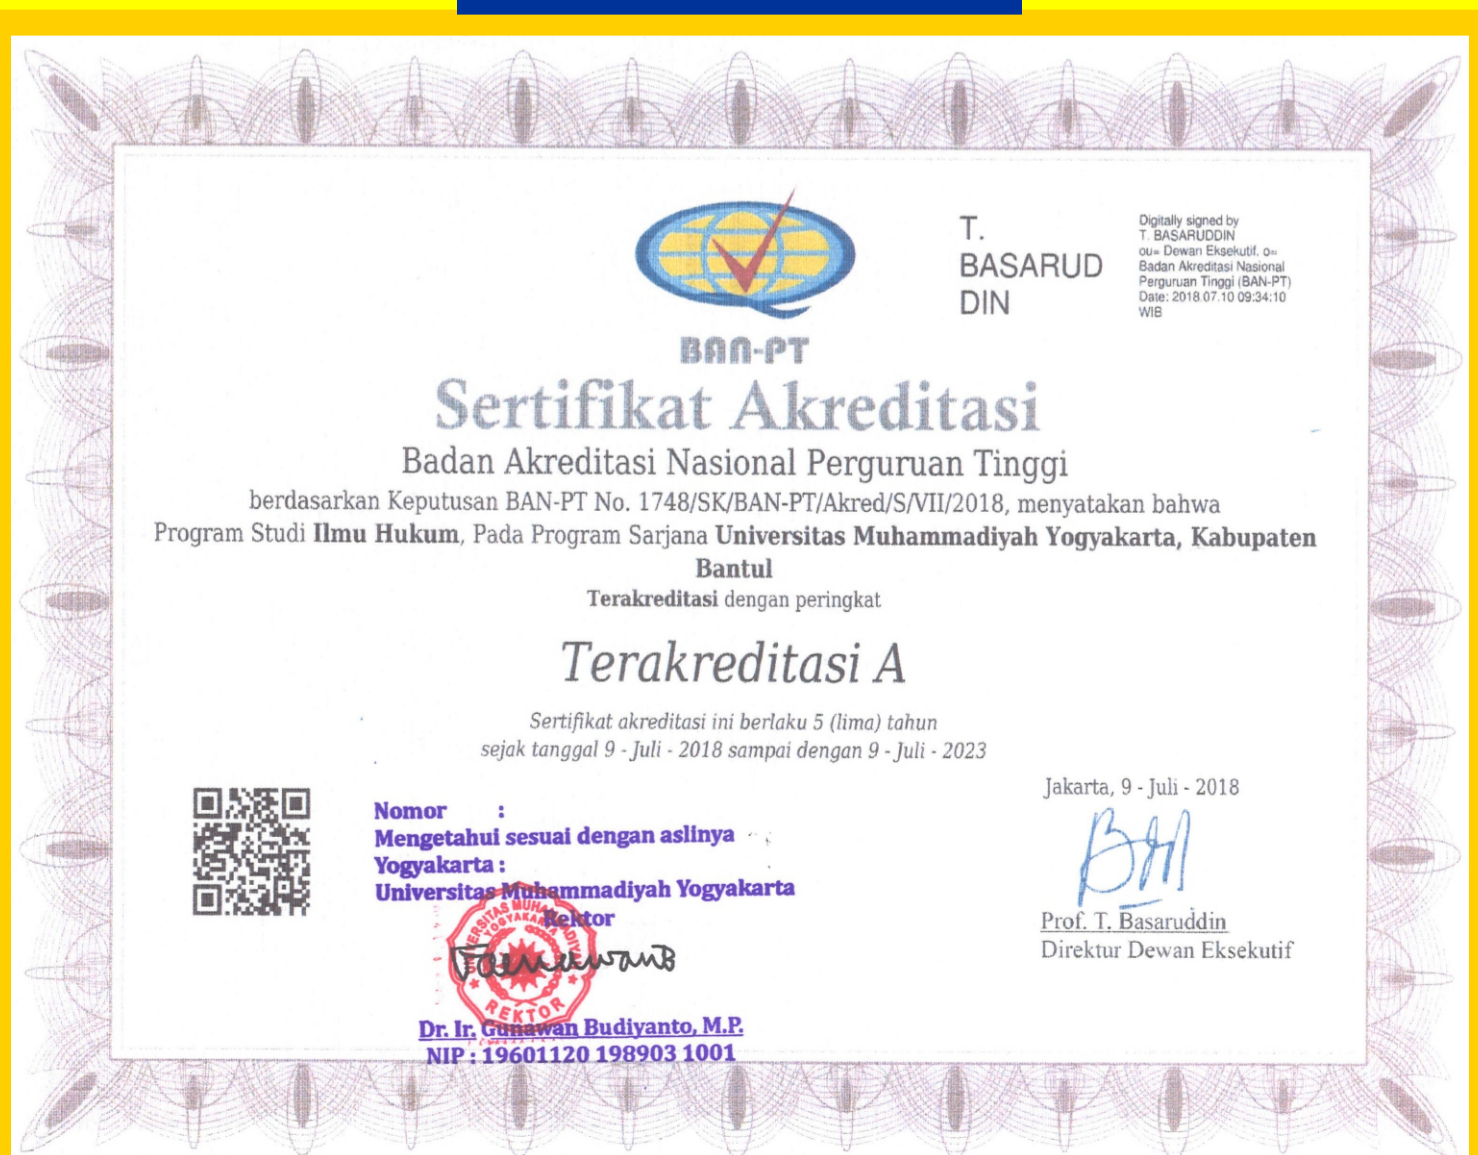 BAN-PT
T.
BASARUD
DIN
Digitally signed by
T. BASARUDDIN
ou= Dewan Eksekutif, o=
Badan Akreditasi Nasional
Perguruan Tinggi (BAN-PT)
Date: 2018.07.10 09:34:10
WIB
Sertifikat Akreditasi
Badan Akreditasi Nasional Perguruan Tinggi
berdasarkan Keputusan BAN-PT No. 1748/SK/BAN-PT/Akred/S/VII/2018, menyatakan bahwa
Program Studi Ilmu Hukum, Pada Program Sarjana Universitas Muhammadiyah Yogyakarta, Kabupaten
Bantul
Terakreditasi dengan peringkat
Terakreditasi A
Sertifikat akreditasi ini berlaku 5 (lima) tahun
sejak tanggal 9 - Juli - 2018 sampai dengan 9 - Juli - 2023
Jakarta, 9 - Juli - 2018
Prof. T. Basaruddin
Direktur Dewan Eksekutif
Nomor :
Mengetahui sesuai dengan aslinya
Yogyakarta :
Universitas Muhammadiyah Yogyakarta
Rektor
UNIVERSITAS MUHAMMADIYAH
YOGYAKARTA
REKTOR
Dr. Ir. Gunawan Budiyanto, M.P.
NIP : 19601120 198903 1001